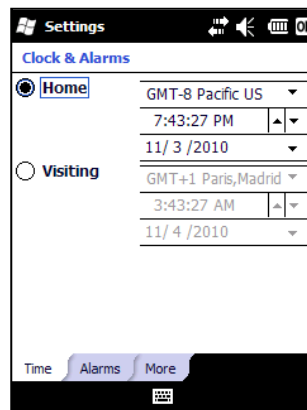 Settings
Clock & Alarms
Home
GMT-8 Pacific US
7:43:27 PM
11/ 3 /2010
Visiting
GMT+1 Paris,Madrid
3:43:27 AM
11/ 4 /2010
Time Alarms More